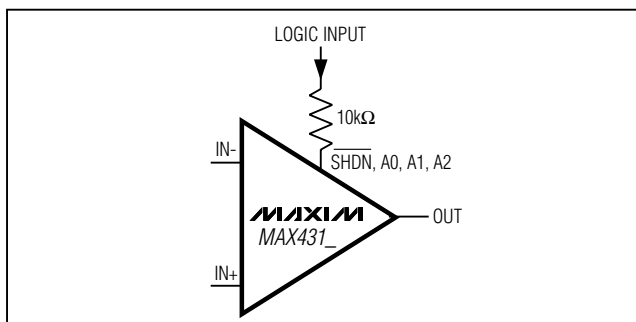 LOGIC INPUT
10kΩ
IN-
SHDN, A0, A1, A2
MAXIM
OUT
MAX431_
IN+